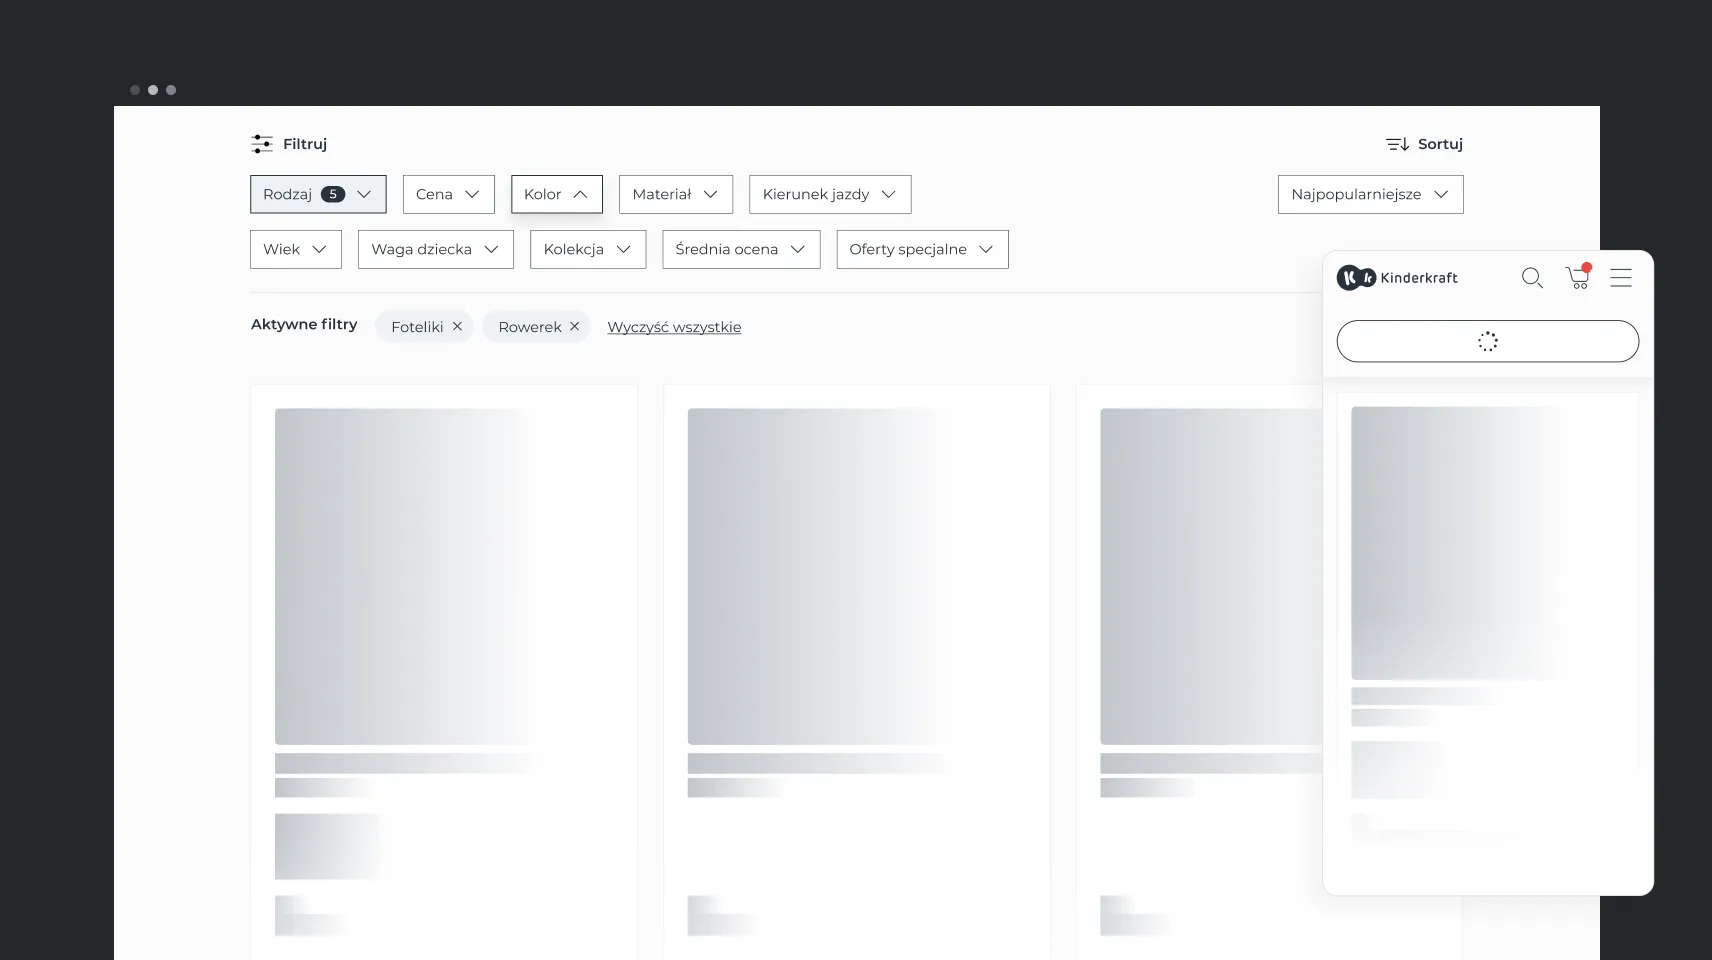 Filtruj
Sortuj
Rodzaj 5
Cena
Kolor
Materiał
Kierunek jazdy
Najpopularniejsze
Wiek
Waga dziecka
Kolekcja
Średnia ocena
Oferty specjalne
Kk Kinderkraft
Aktywne filtry
Foteliki
Rowerek
Wyczyść wszystkie